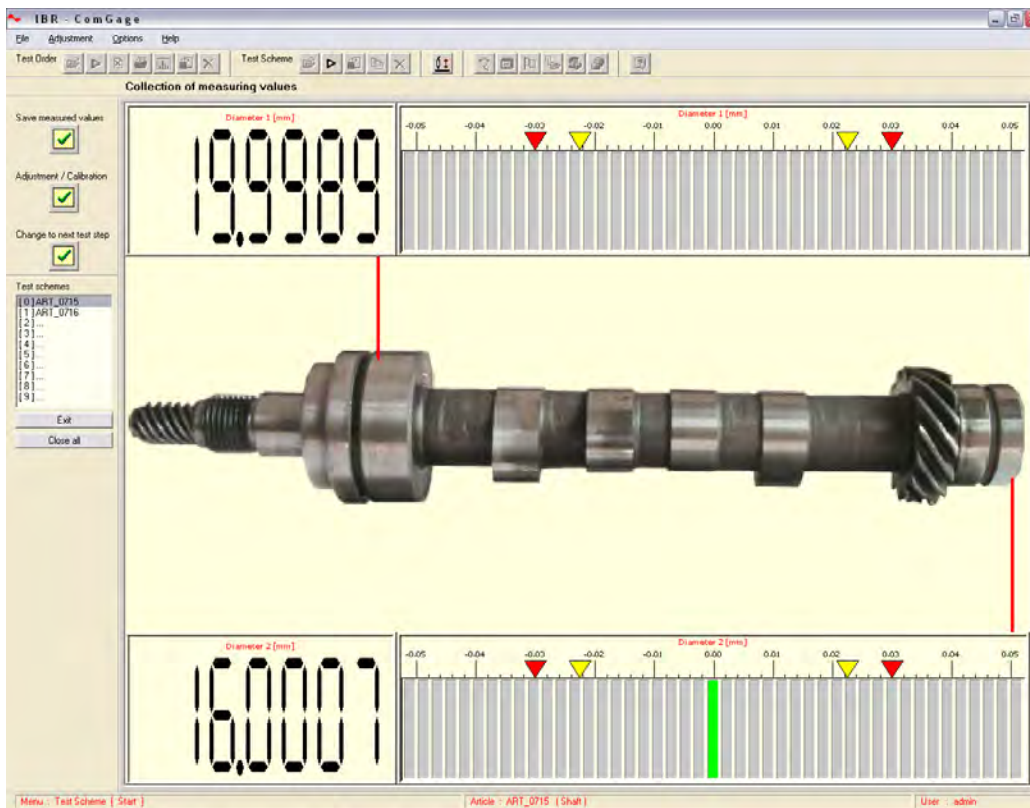 IBR - ComGage
File Adjustment Options Help
Test Order Test Scheme
Collection of measuring values
Save measured values
Adjustment / Calibration
Change to next test step
Test schemes
[0]ART_0715
[1]ART_0716
[2]...
[3]...
[4]...
[5]...
[6]...
[7]...
[8]...
[9]...
Exit
Close all
Diameter 1 [mm]
19.9989
Diameter 1 [mm]
-0.05 -0.04 -0.03 -0.02 -0.01 0.00 0.01 0.02 0.03 0.04 0.05
Diameter 2 [mm]
16.0007
Diameter 2 [mm]
-0.05 -0.04 -0.03 -0.02 -0.01 0.00 0.01 0.02 0.03 0.04 0.05
Menu : Test Scheme [ Start ] Article : ART_0715 (Shaft) User : admin